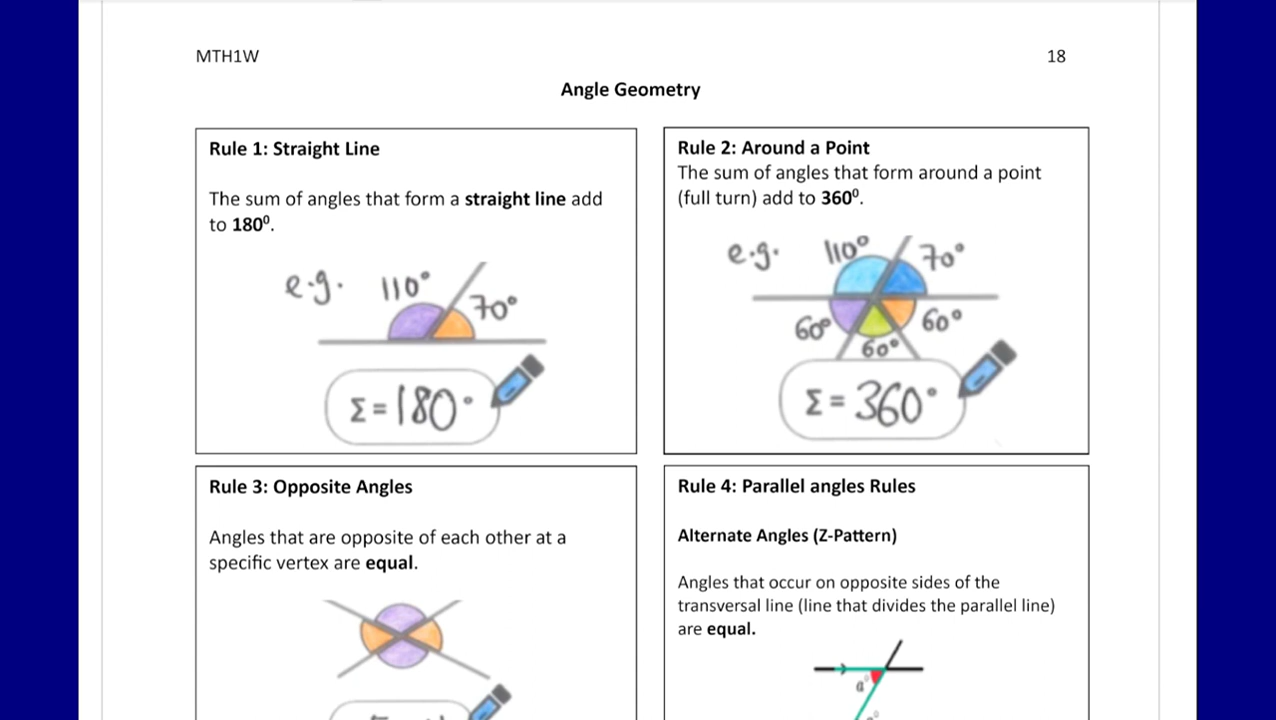 MTH1W
18
Angle Geometry
Rule 1: Straight Line
The sum of angles that form a straight line add
to 180⁰.
e.g. 110° 70°
Σ = 180°
Rule 2: Around a Point
The sum of angles that form around a point
(full turn) add to 360⁰.
e.g. 110° 70°
60° 60° 60°
Σ = 360°
Rule 3: Opposite Angles
Angles that are opposite of each other at a
specific vertex are equal.
Rule 4: Parallel angles Rules
Alternate Angles (Z-Pattern)
Angles that occur on opposite sides of the
transversal line (line that divides the parallel line)
are equal.
a°